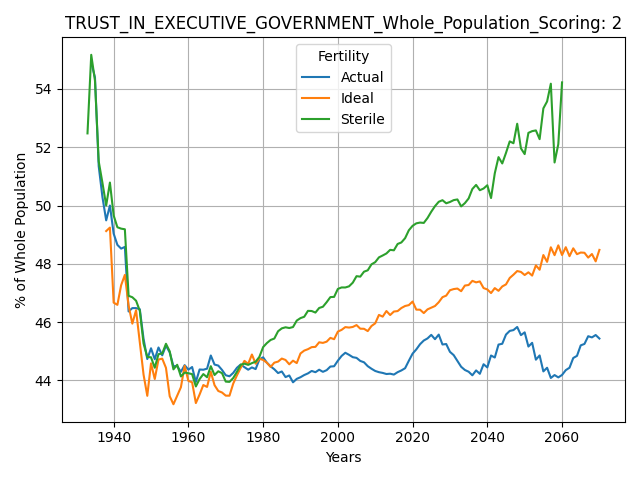 TRUST_IN_EXECUTIVE_GOVERNMENT_Whole_Population_Scoring: 2
Fertility
Actual
Ideal
Sterile
% of Whole Population
54
52
50
48
46
44
1940
1960
1980
2000
2020
2040
2060
Years